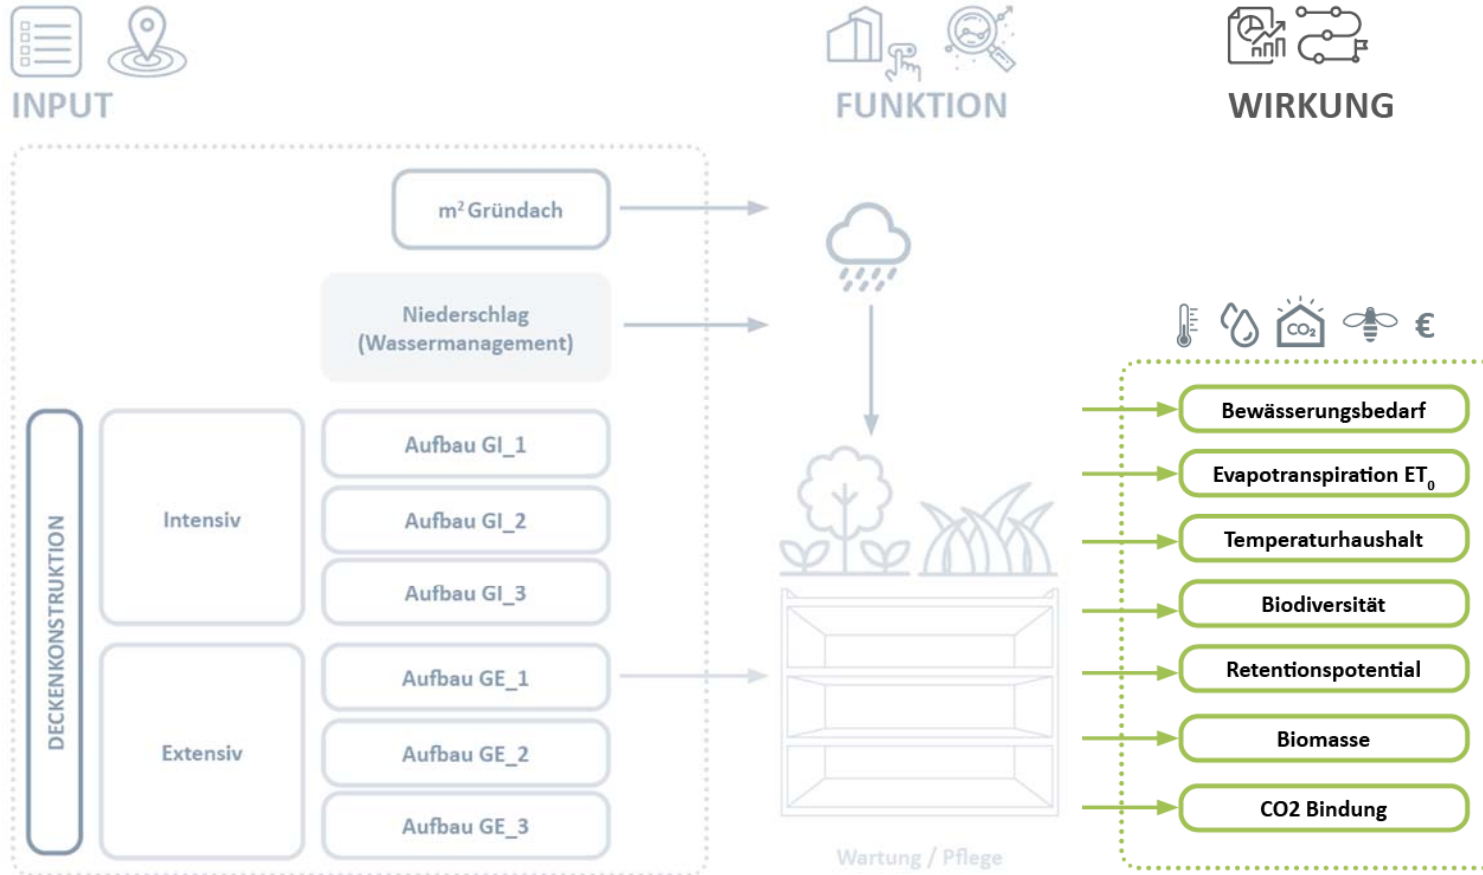 INPUT
FUNKTION
WIRKUNG
m² Gründach
Niederschlag
(Wassermanagement)
DECKENKONSTRUKTION
Intensiv
Aufbau GI_1
Aufbau GI_2
Aufbau GI_3
Extensiv
Aufbau GE_1
Aufbau GE_2
Aufbau GE_3
Wartung / Pflege
CO₂
€
Bewässerungsbedarf
Evapotranspiration ET₀
Temperaturhaushalt
Biodiversität
Retentionspotential
Biomasse
CO2 Bindung